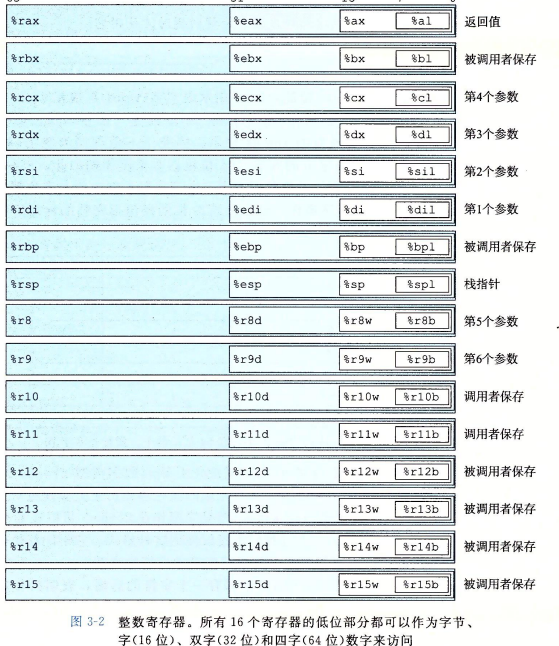 %rax %eax %ax %al 返回值
%rbx %ebx %bx %bl 被调用者保存
%rcx %ecx %cx %cl 第4个参数
%rdx %edx %dx %dl 第3个参数
%rsi %esi %si %sil 第2个参数
%rdi %edi %di %dil 第1个参数
%rbp %ebp %bp %bpl 被调用者保存
%rsp %esp %sp %spl 栈指针
%r8 %r8d %r8w %r8b 第5个参数
%r9 %r9d %r9w %r9b 第6个参数
%r10 %r10d %r10w %r10b 调用者保存
%r11 %r11d %r11w %r11b 调用者保存
%r12 %r12d %r12w %r12b 被调用者保存
%r13 %r13d %r13w %r13b 被调用者保存
%r14 %r14d %r14w %r14b 被调用者保存
%r15 %r15d %r15w %r15b 被调用者保存
图 3-2 整数寄存器。所有 16 个寄存器的低位部分都可以作为字节、
字(16 位)、双字(32 位)和四字(64 位)数字来访问